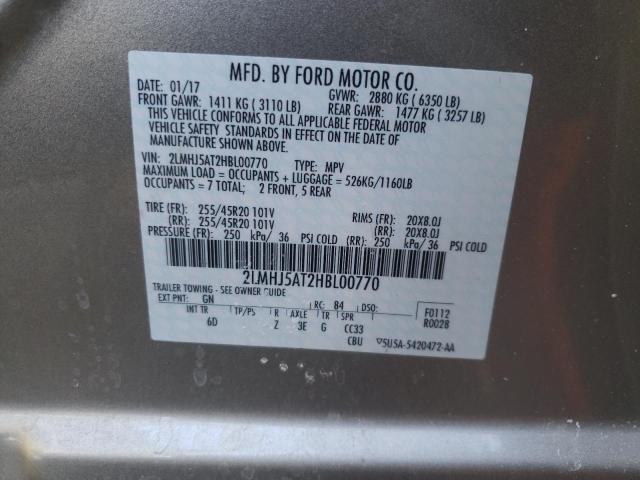 MFD. BY FORD MOTOR CO.
DATE: 01/17 GVWR: 2880 KG ( 6350 LB)
FRONT GAWR: 1411 KG ( 3110 LB) REAR GAWR: 1477 KG ( 3257 LB)
THIS VEHICLE CONFORMS TO ALL APPLICABLE FEDERAL MOTOR
VEHICLE SAFETY STANDARDS IN EFFECT ON THE DATE OF
MANUFACTURE SHOWN ABOVE.
VIN: 2LMHJ5AT2HBL00770 TYPE: MPV
MAXIMUM LOAD = OCCUPANTS + LUGGAGE = 526KG/1160LB
OCCUPANTS = 7 TOTAL; 2 FRONT, 5 REAR
TIRE (FR): 255/45R20 101V RIMS (FR): 20X8.0J
(RR): 255/45R20 101V (RR): 20X8.0J
PRESSURE (FR): 250 kPa/ 36 PSI COLD (RR): 250 kPa/ 36 PSI COLD
2LMHJ5AT2HBL00770
TRAILER TOWING - SEE OWNER GUIDE
EXT PNT: GN RC: 84 DSO: F0112
INT TR TP/PS R AXLE TR SPR R0028
6D Z 3E G CC33
CBU 5USA-5420472-AA